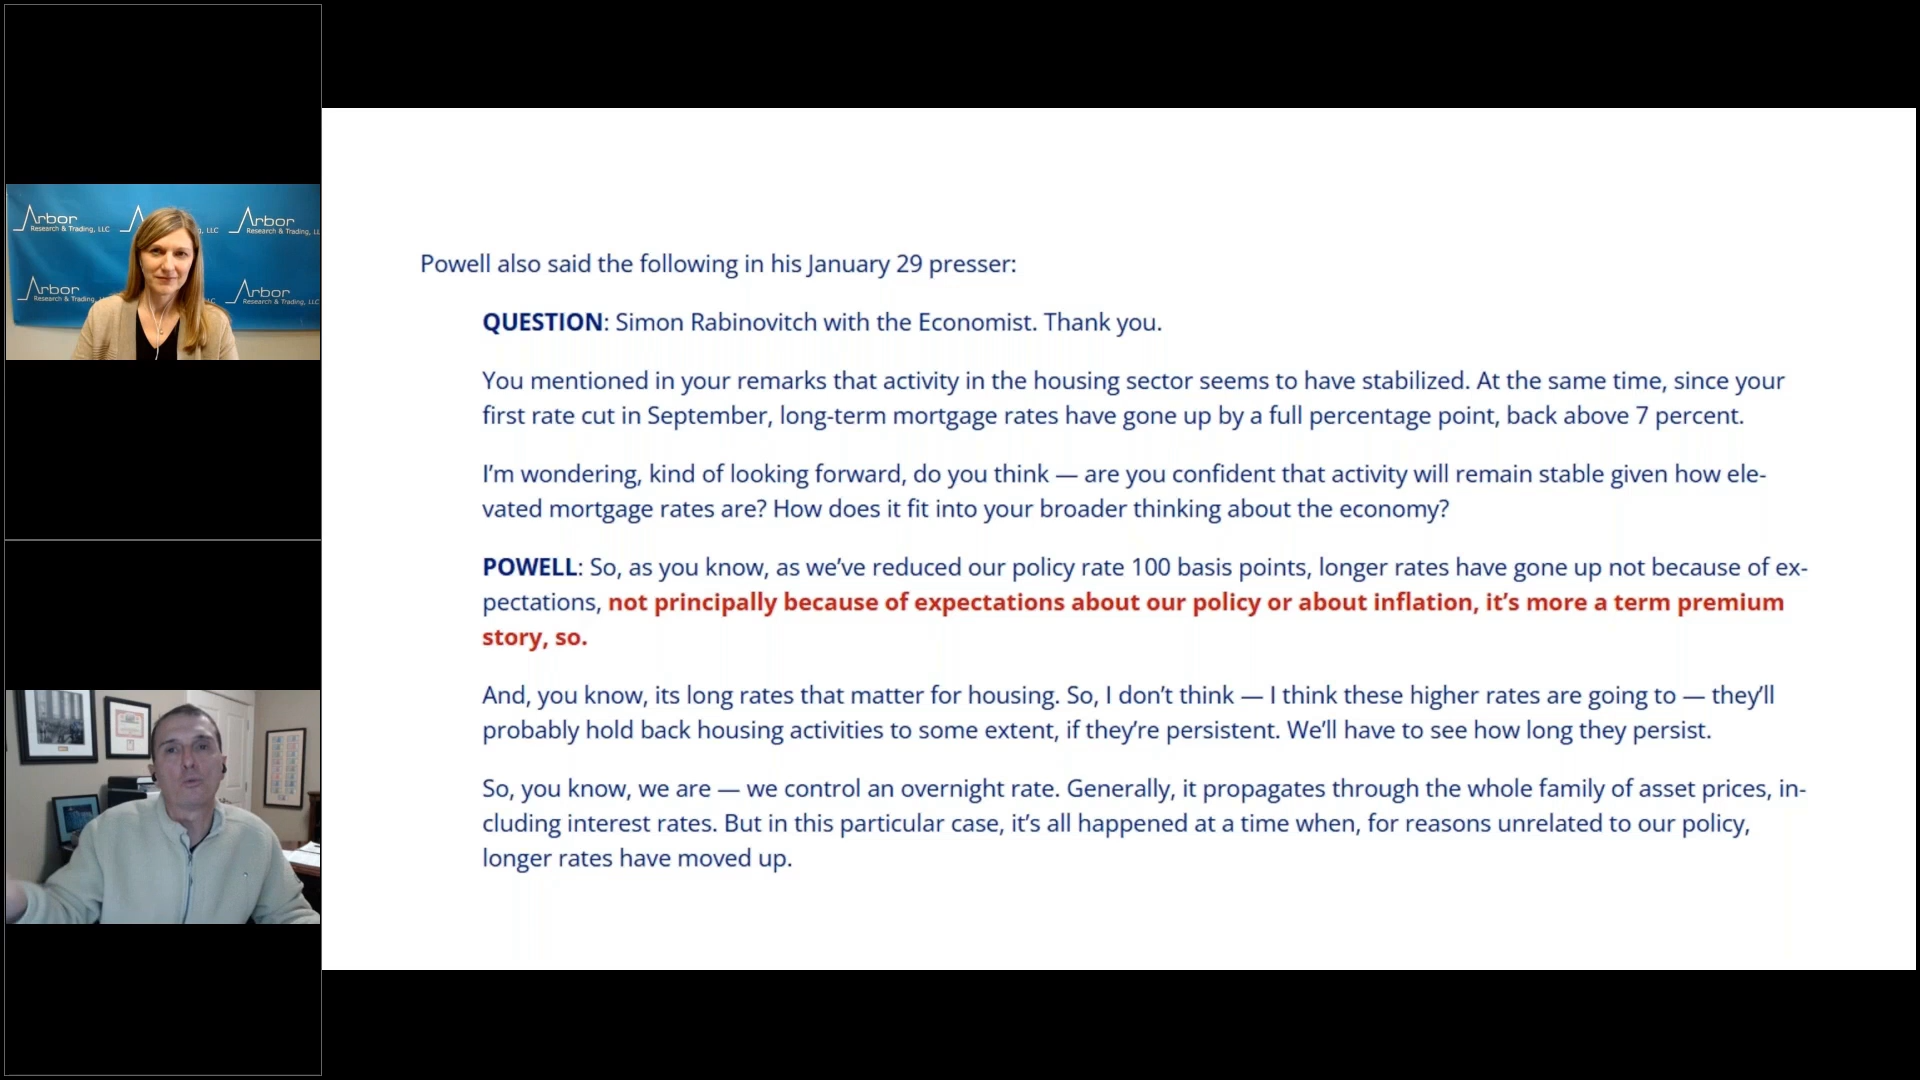 Arbor
Research & Trading, LLC
LLC
Arbor
Research & Trading, LL
Arbor
Research & Trading
Arbor
Research & Trading, LLC
Powell also said the following in his January 29 presser:
QUESTION: Simon Rabinovitch with the Economist. Thank you.
You mentioned in your remarks that activity in the housing sector seems to have stabilized. At the same time, since your
first rate cut in September, long-term mortgage rates have gone up by a full percentage point, back above 7 percent.
I’m wondering, kind of looking forward, do you think — are you confident that activity will remain stable given how ele-
vated mortgage rates are? How does it fit into your broader thinking about the economy?
POWELL: So, as you know, as we’ve reduced our policy rate 100 basis points, longer rates have gone up not because of ex-
pectations, not principally because of expectations about our policy or about inflation, it’s more a term premium
story, so.
And, you know, its long rates that matter for housing. So, I don’t think — I think these higher rates are going to — they’ll
probably hold back housing activities to some extent, if they’re persistent. We’ll have to see how long they persist.
So, you know, we are — we control an overnight rate. Generally, it propagates through the whole family of asset prices, in-
cluding interest rates. But in this particular case, it’s all happened at a time when, for reasons unrelated to our policy,
longer rates have moved up.